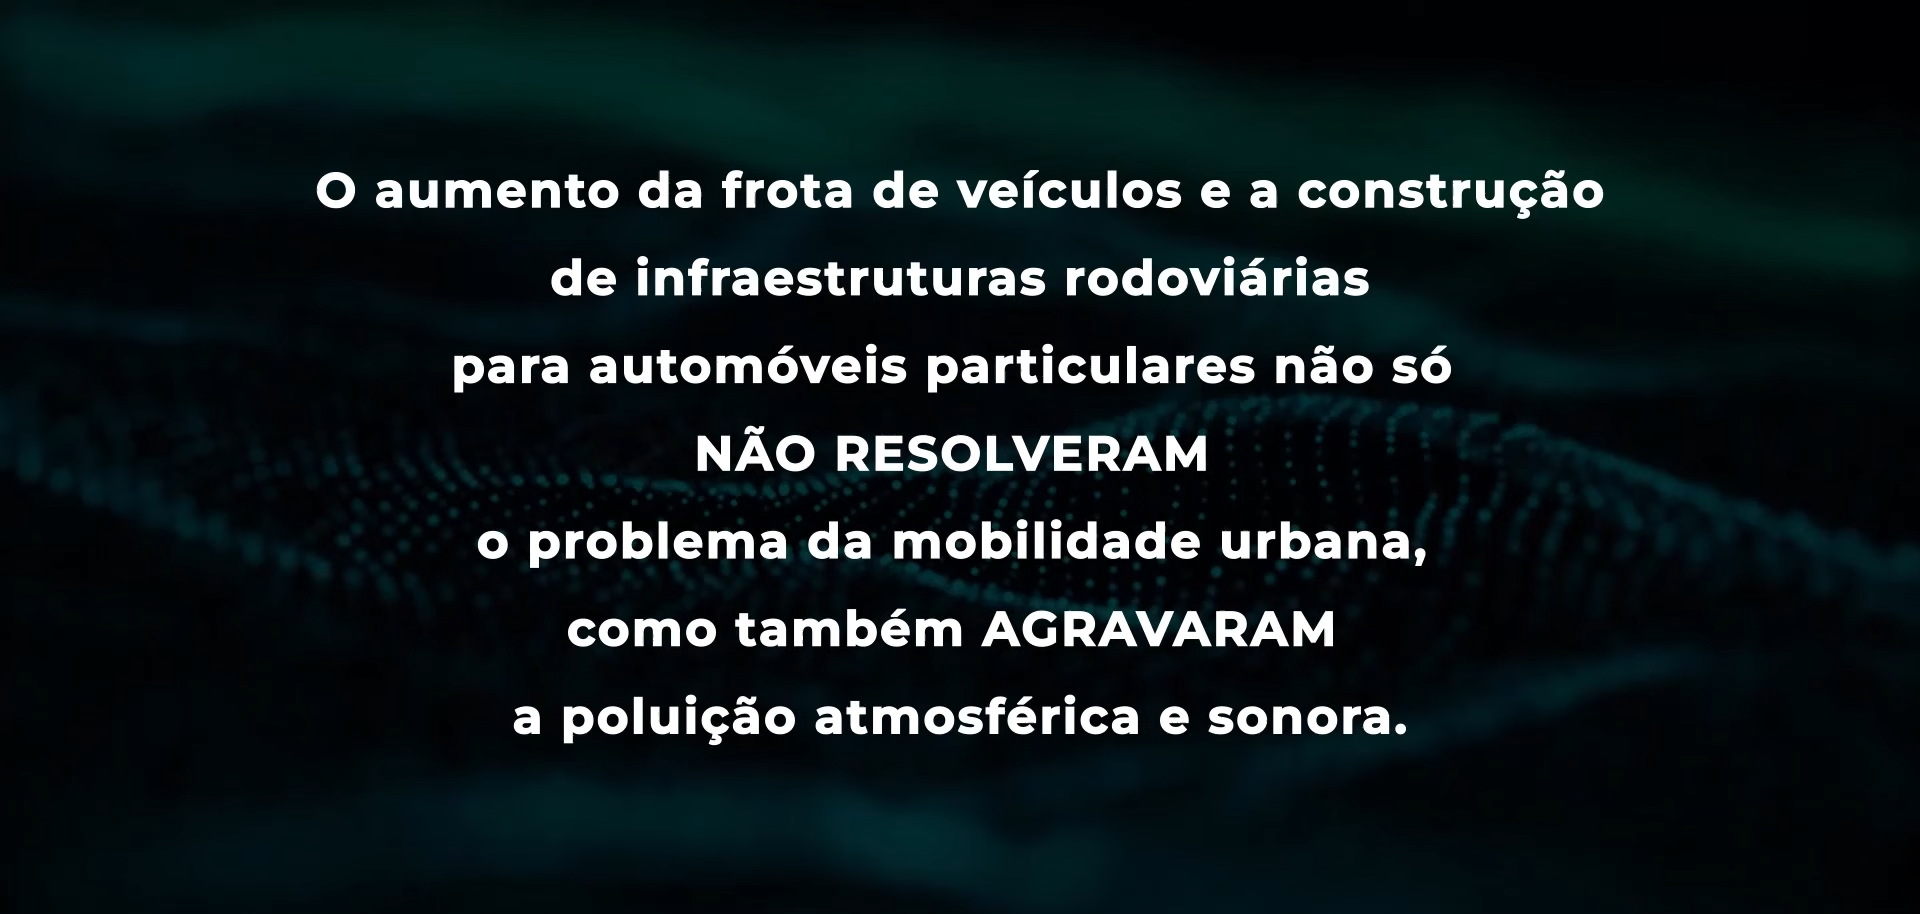 O aumento da frota de veículos e a construção
de infraestruturas rodoviárias
para automóveis particulares não só
NÃO RESOLVERAM
o problema da mobilidade urbana,
como também AGRAVARAM
a poluição atmosférica e sonora.